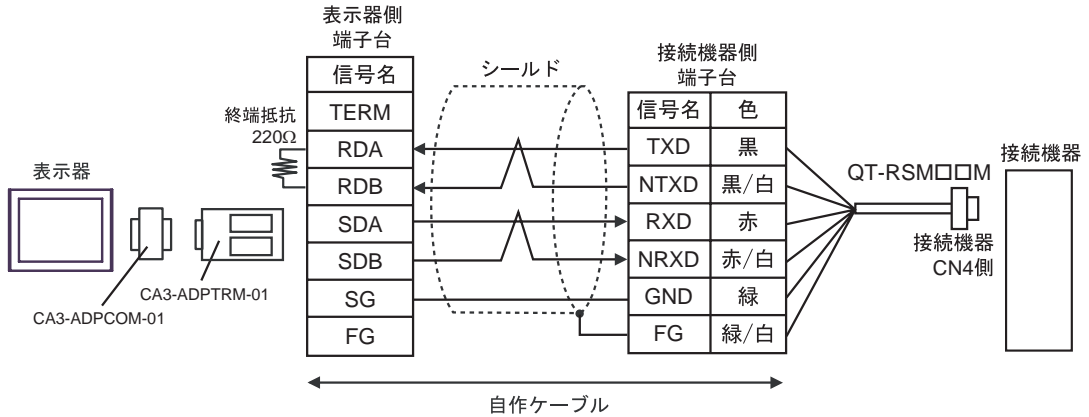 表示器側
端子台
信号名
TERM
RDA
RDB
SDA
SDB
SG
FG
終端抵抗
220Ω
シールド
接続機器側
端子台
信号名 色
TXD 黒
NTXD 黒/白
RXD 赤
NRXD 赤/白
GND 緑
FG 緑/白
表示器
CA3-ADPTRM-01
CA3-ADPCOM-01
QT-RSM□□M
接続機器
CN4側
接続機器
自作ケーブル